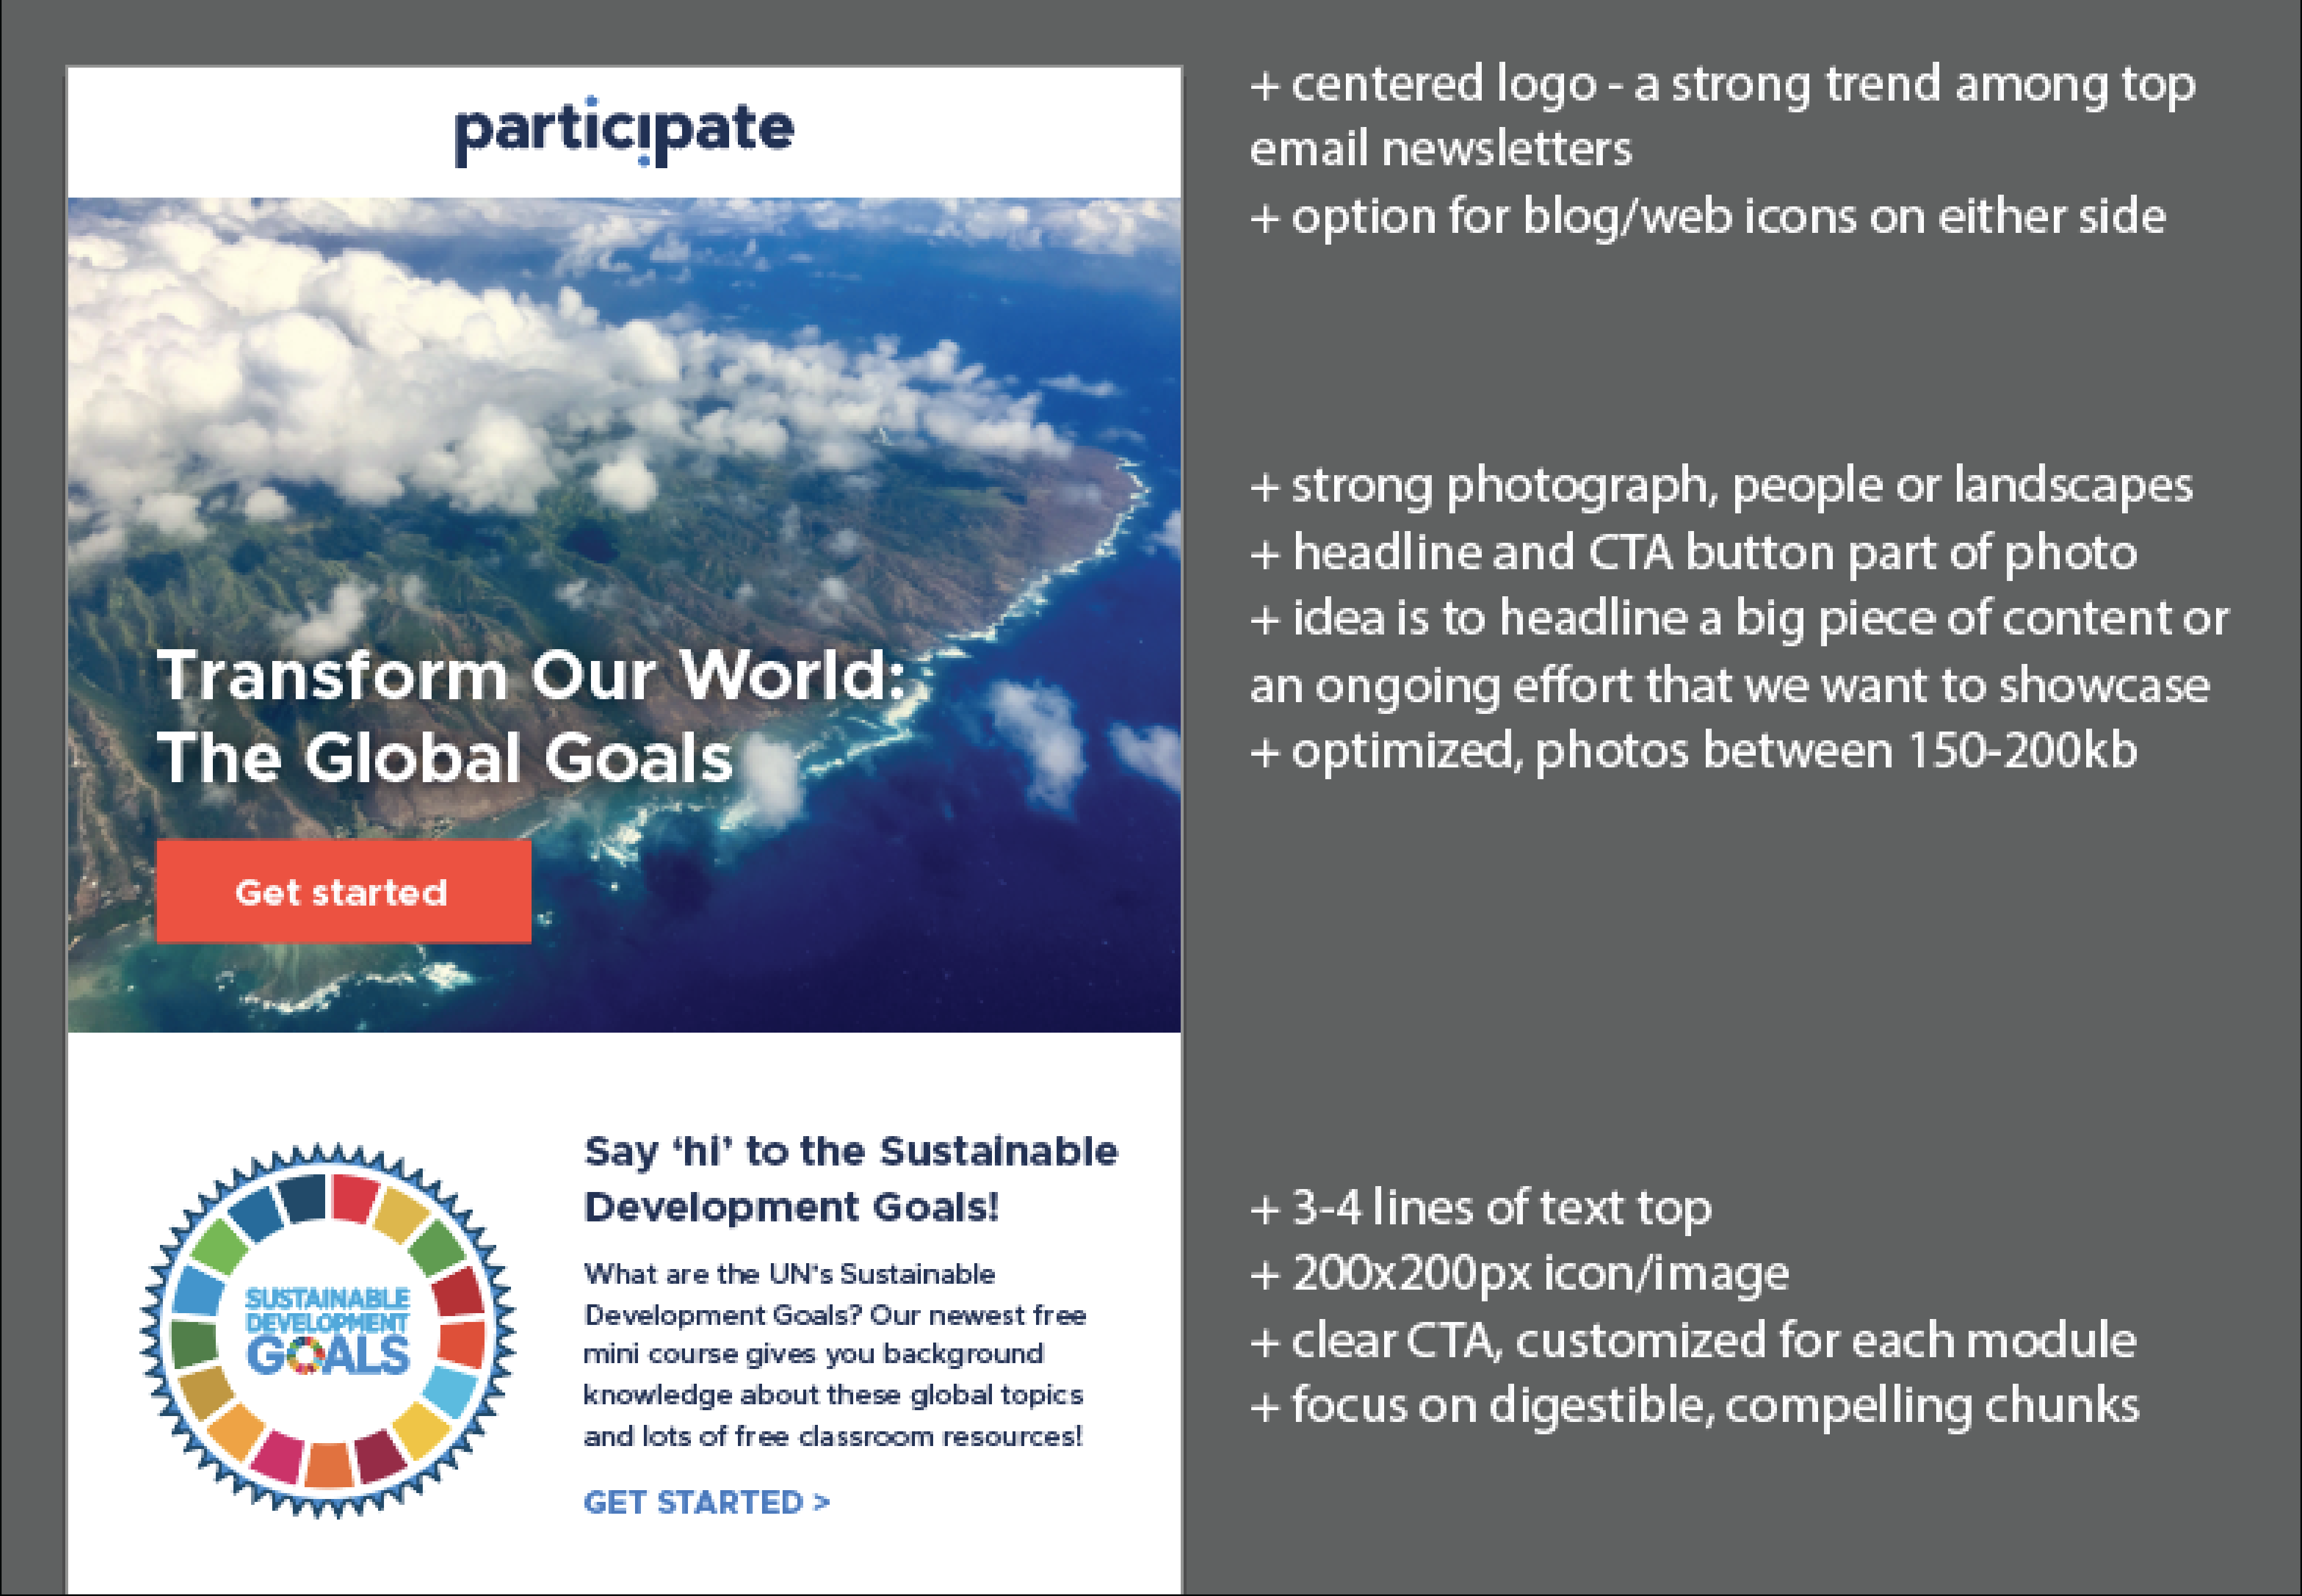 participate
+ centered logo - a strong trend among top
email newsletters
+ option for blog/web icons on either side
Transform Our World:
The Global Goals
Get started
+ strong photograph, people or landscapes
+ headline and CTA button part of photo
+ idea is to headline a big piece of content or
an ongoing effort that we want to showcase
+ optimized, photos between 150-200kb
SUSTAINABLE
DEVELOPMENT
GOALS
Say ‘hi’ to the Sustainable
Development Goals!
What are the UN's Sustainable
Development Goals? Our newest free
mini course gives you background
knowledge about these global topics
and lots of free classroom resources!
GET STARTED >
+ 3-4 lines of text top
+ 200x200px icon/image
+ clear CTA, customized for each module
+ focus on digestible, compelling chunks